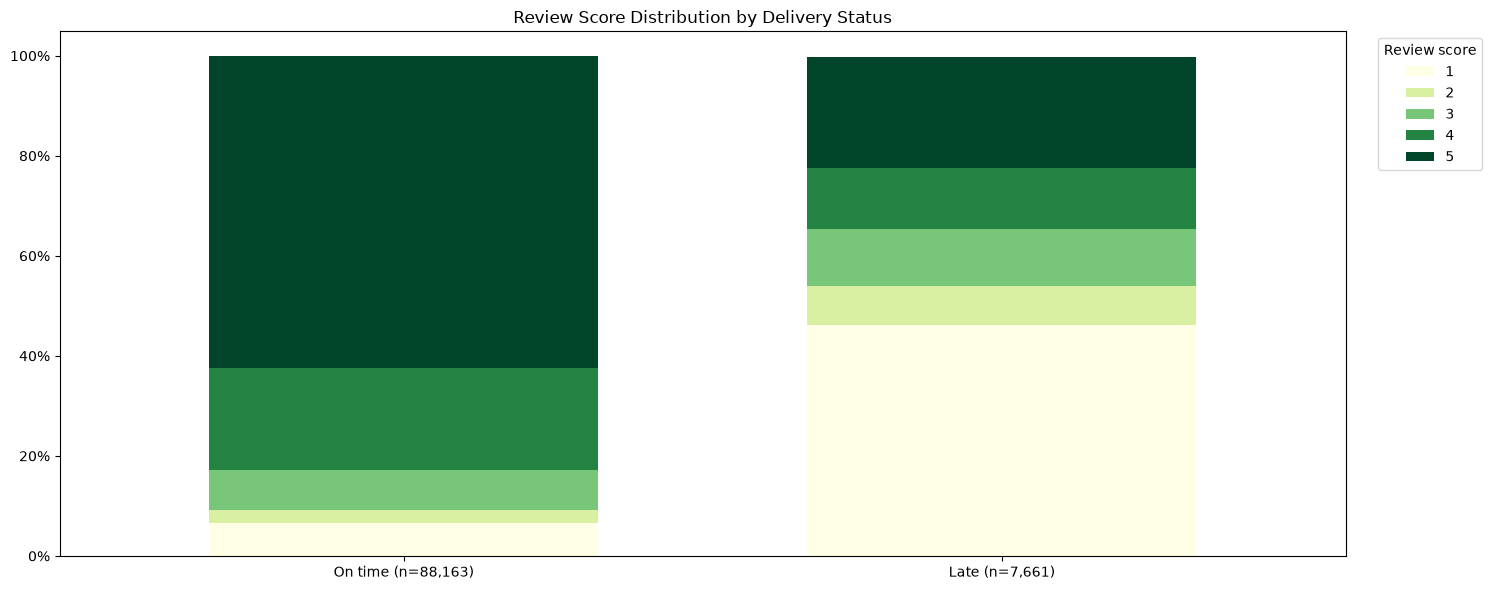 Review Score Distribution by Delivery Status
100%
80%
60%
40%
20%
0%
On time (n=88,163)
Late (n=7,661)
Review score
1
2
3
4
5